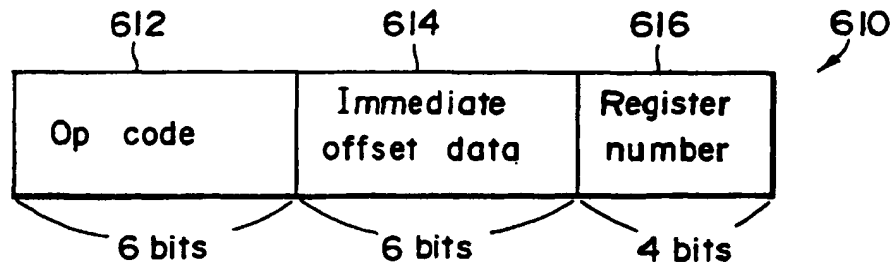 612 614 616 610
Op code
Immediate
offset data
Register
number
6 bits 6 bits 4 bits